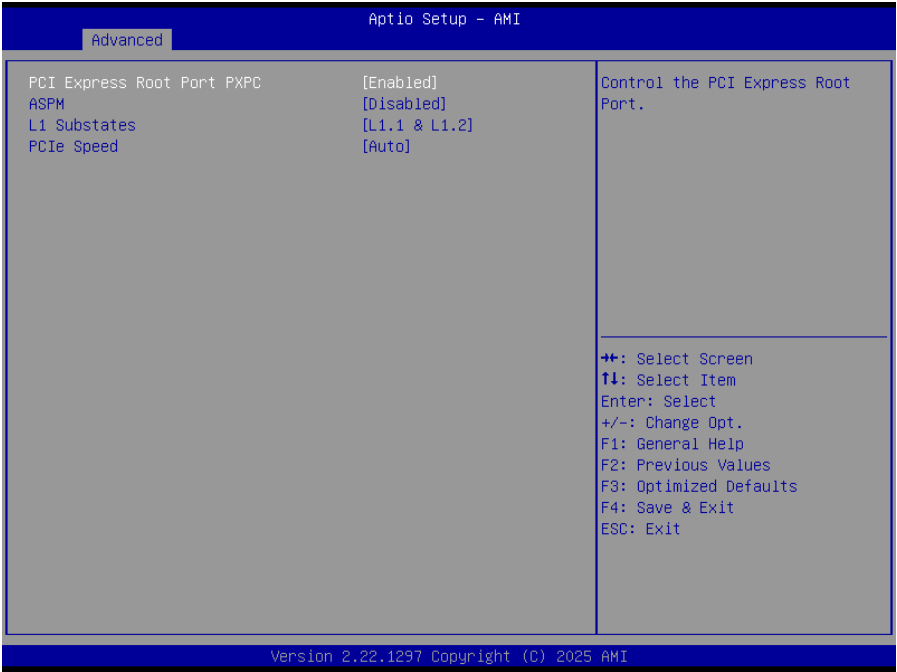 Aptio Setup – AMI
Advanced
PCI Express Root Port PXPC [Enabled]
ASPM [Disabled]
L1 Substates [L1.1 & L1.2]
PCIe Speed [Auto]
Control the PCI Express Root
Port.
→←: Select Screen
↑↓: Select Item
Enter: Select
+/-: Change Opt.
F1: General Help
F2: Previous Values
F3: Optimized Defaults
F4: Save & Exit
ESC: Exit
Version 2.22.1297 Copyright (C) 2025 AMI